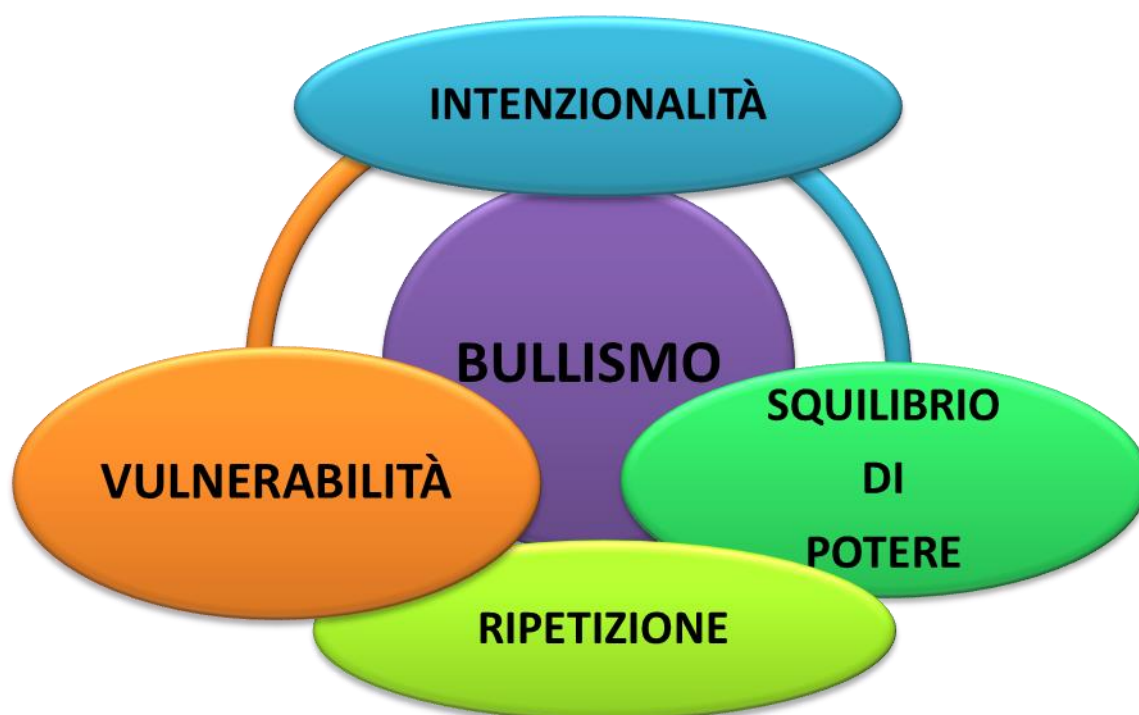 INTENZIONALITÀ
BULLISMO
SQUILIBRIO
DI
POTERE
VULNERABILITÀ
RIPETIZIONE